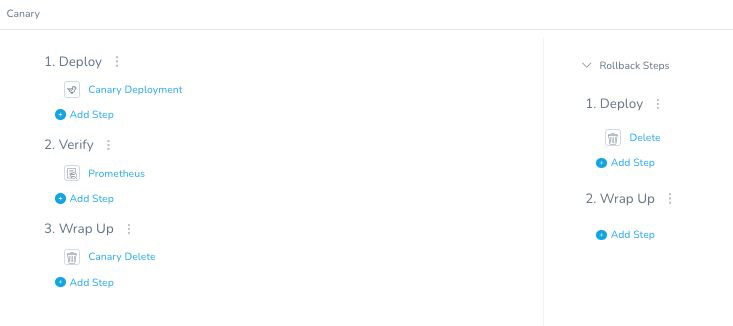 Canary
1. Deploy
Canary Deployment
Add Step
2. Verify
Prometheus
Add Step
3. Wrap Up
Canary Delete
Add Step
Rollback Steps
1. Deploy
Delete
Add Step
2. Wrap Up
Add Step